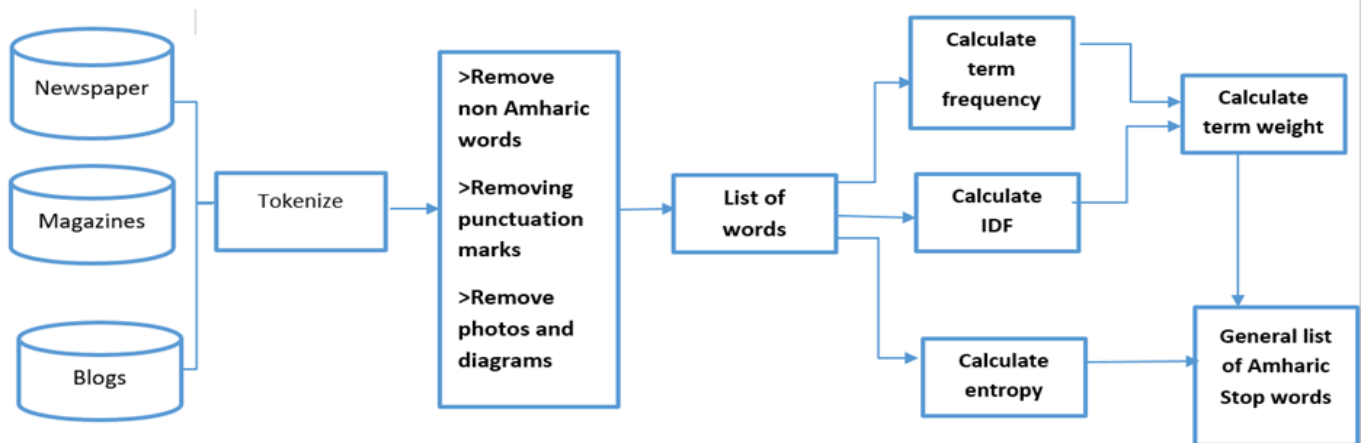 Newspaper
Magazines
Blogs
Tokenize
>Remove
non Amharic
words
>Removing
punctuation
marks
>Remove
photos and
diagrams
List of
words
Calculate
term
frequency
Calculate
IDF
Calculate
entropy
Calculate
term weight
General list
of Amharic
Stop words